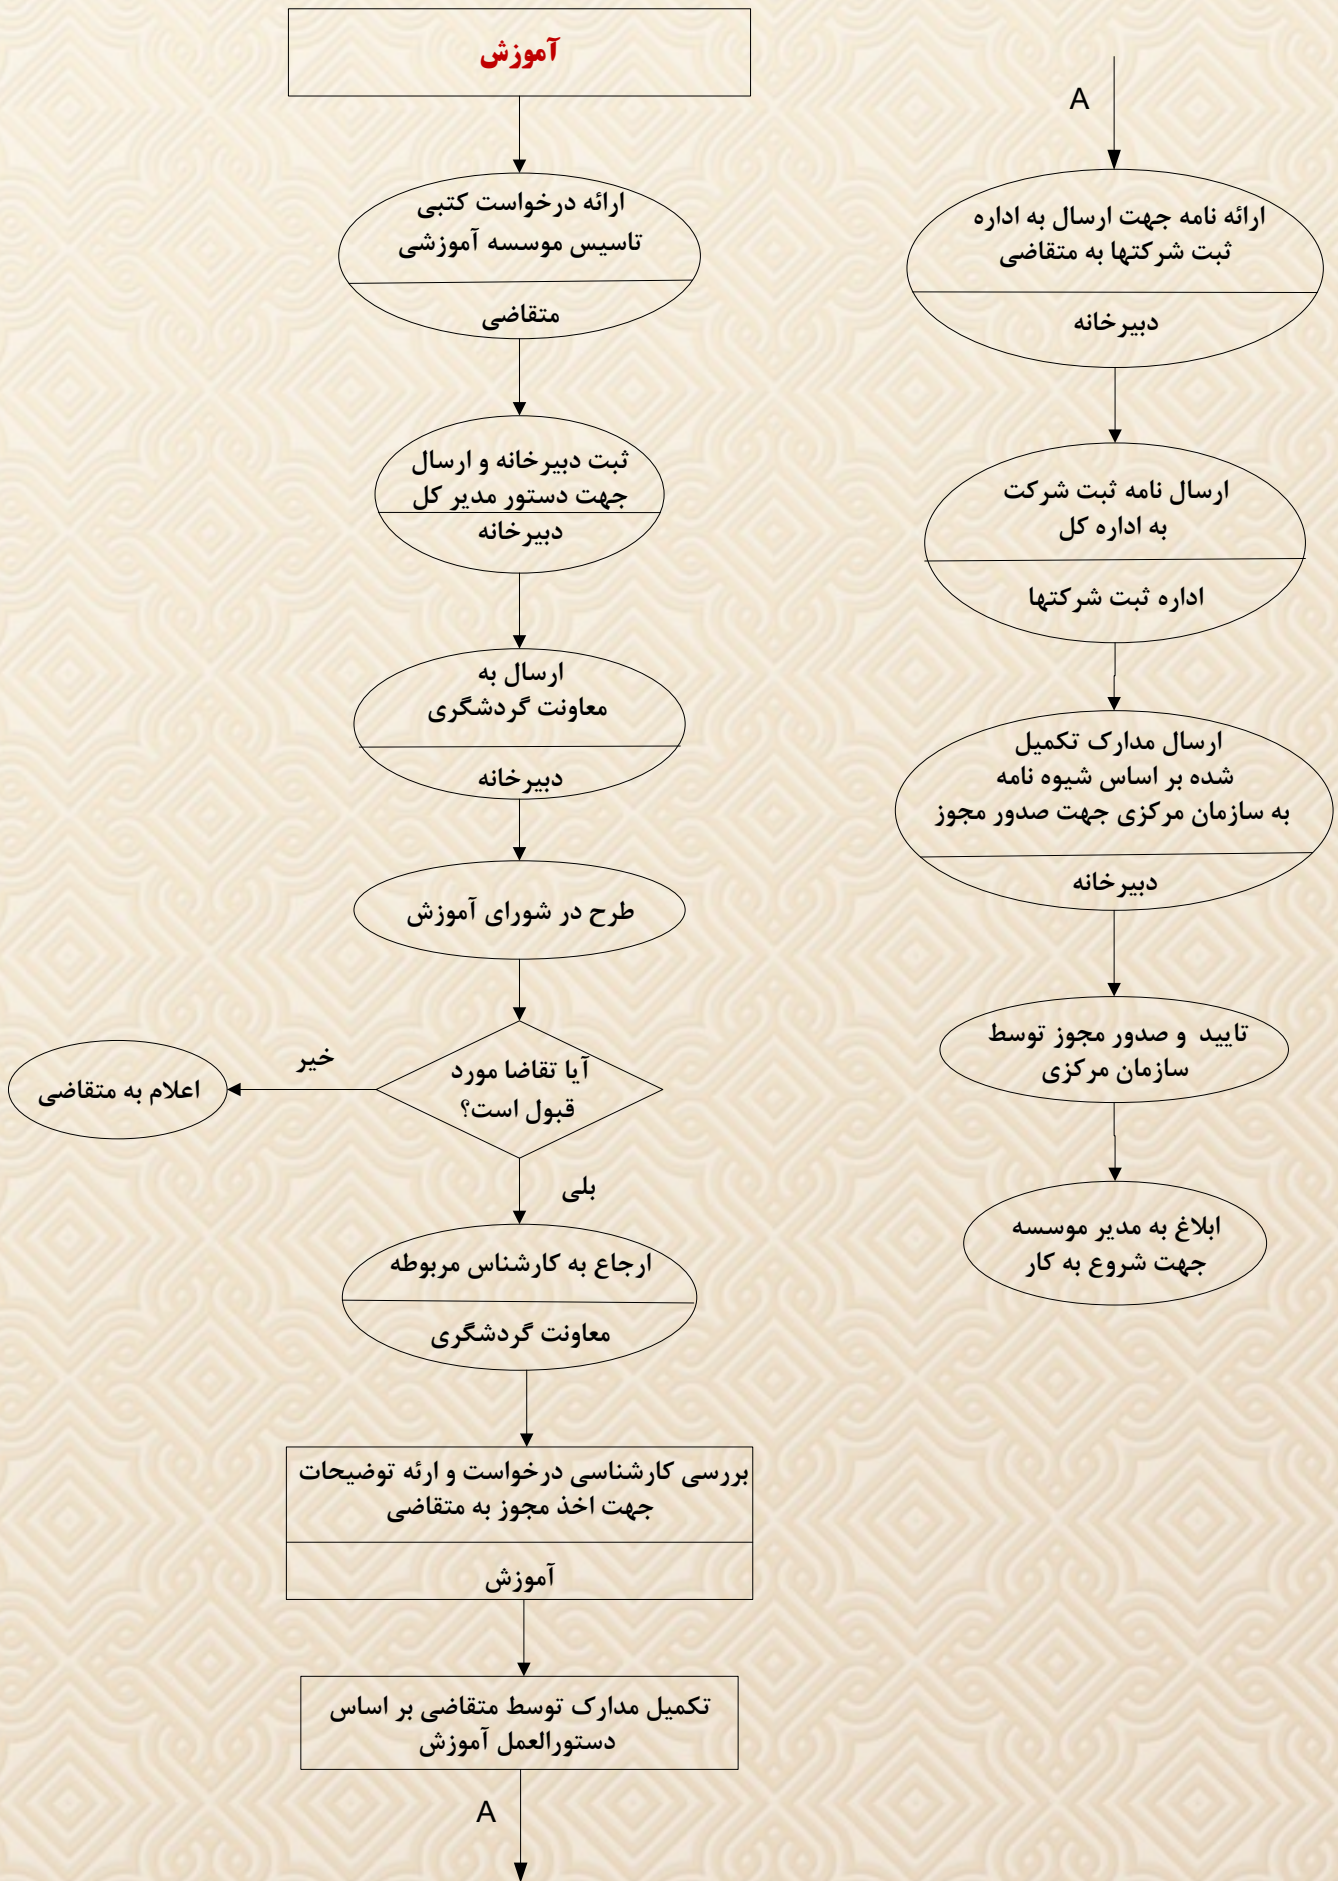 آموزش
ارائه درخواست کتبی
تاسیس موسسه آموزشی
متقاضی
ثبت دبیرخانه و ارسال
جهت دستور مدیر کل
دبیرخانه
ارسال به
معاونت گردشگری
دبیرخانه
طرح در شورای آموزش
آیا تقاضا مورد
قبول است؟
خیر
اعلام به متقاضی
بلی
ارجاع به کارشناس مربوطه
معاونت گردشگری
بررسی کارشناسی درخواست و ارئه توضیحات
جهت اخذ مجوز به متقاضی
آموزش
تکمیل مدارک توسط متقاضی بر اساس
دستورالعمل آموزش
A
A
ارائه نامه جهت ارسال به اداره
ثبت شرکتها به متقاضی
دبیرخانه
ارسال نامه ثبت شرکت
به اداره کل
اداره ثبت شرکتها
ارسال مدارک تکمیل
شده بر اساس شیوه نامه
به سازمان مرکزی جهت صدور مجوز
دبیرخانه
تایید و صدور مجوز توسط
سازمان مرکزی
ابلاغ به مدیر موسسه
جهت شروع به کار